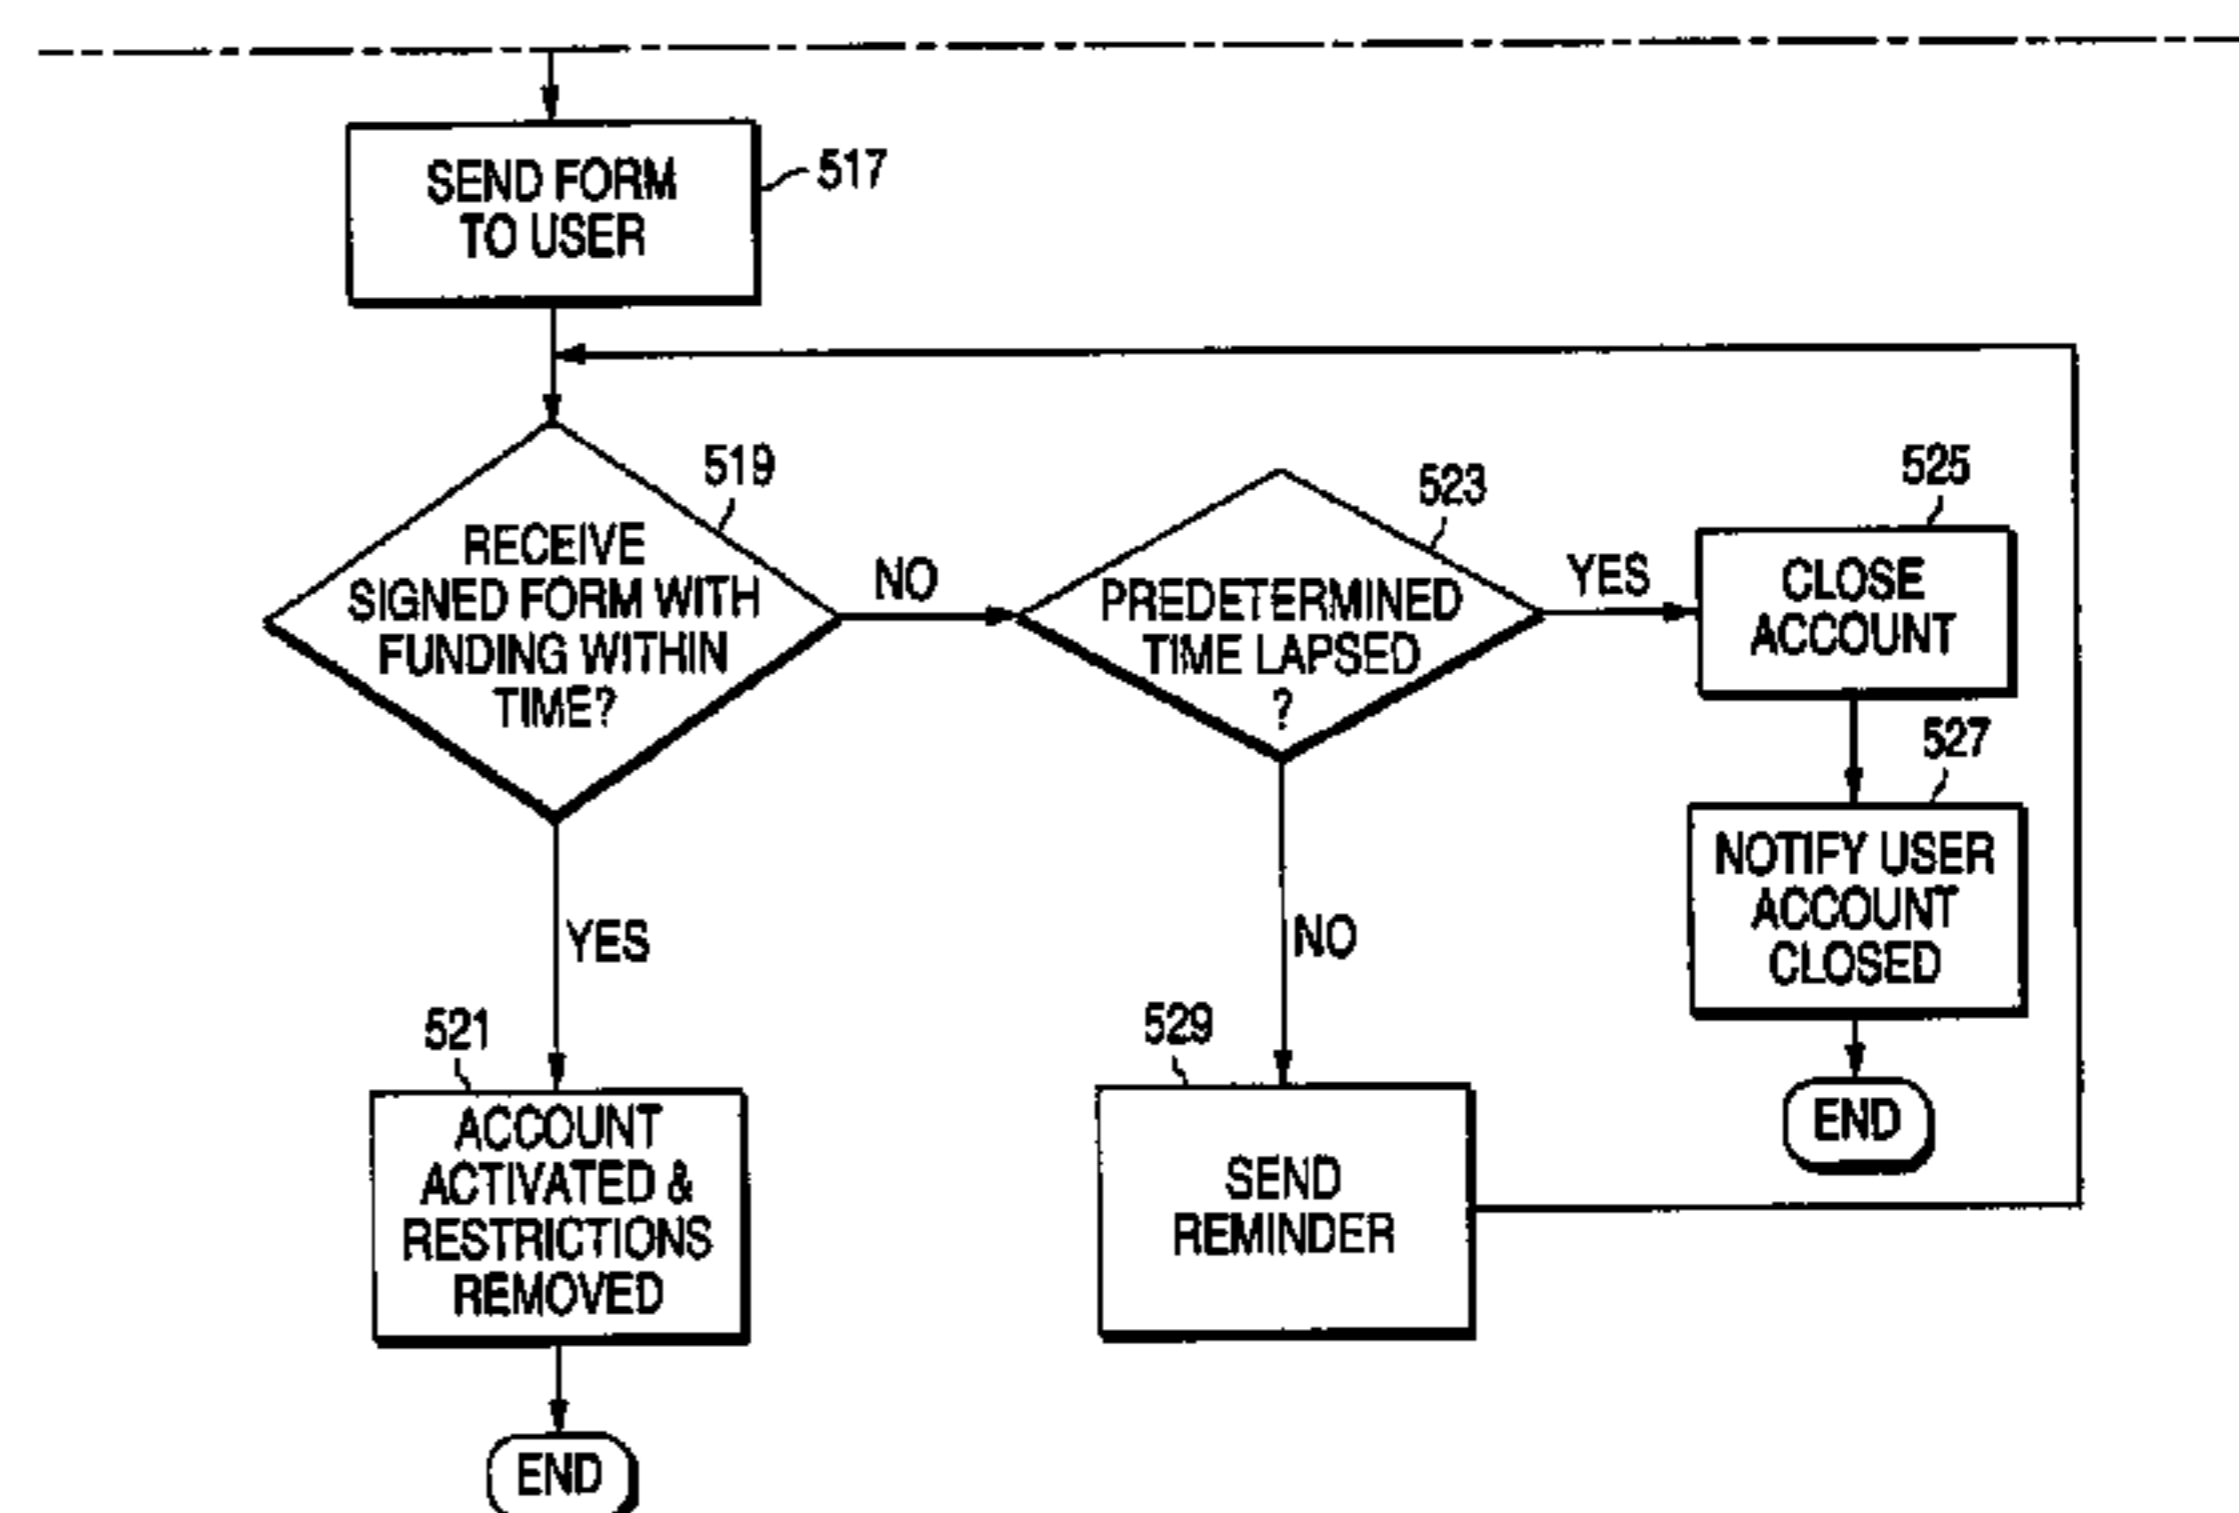 SEND FORM
TO USER
517
519
RECEIVE
SIGNED FORM WITH
FUNDING WITHIN
TIME?
NO
523
PREDETERMINED
TIME LAPSED
?
YES
525
CLOSE
ACCOUNT
527
NOTIFY USER
ACCOUNT
CLOSED
END
YES
NO
521
ACCOUNT
ACTIVATED &
RESTRICTIONS
REMOVED
END
529
SEND
REMINDER